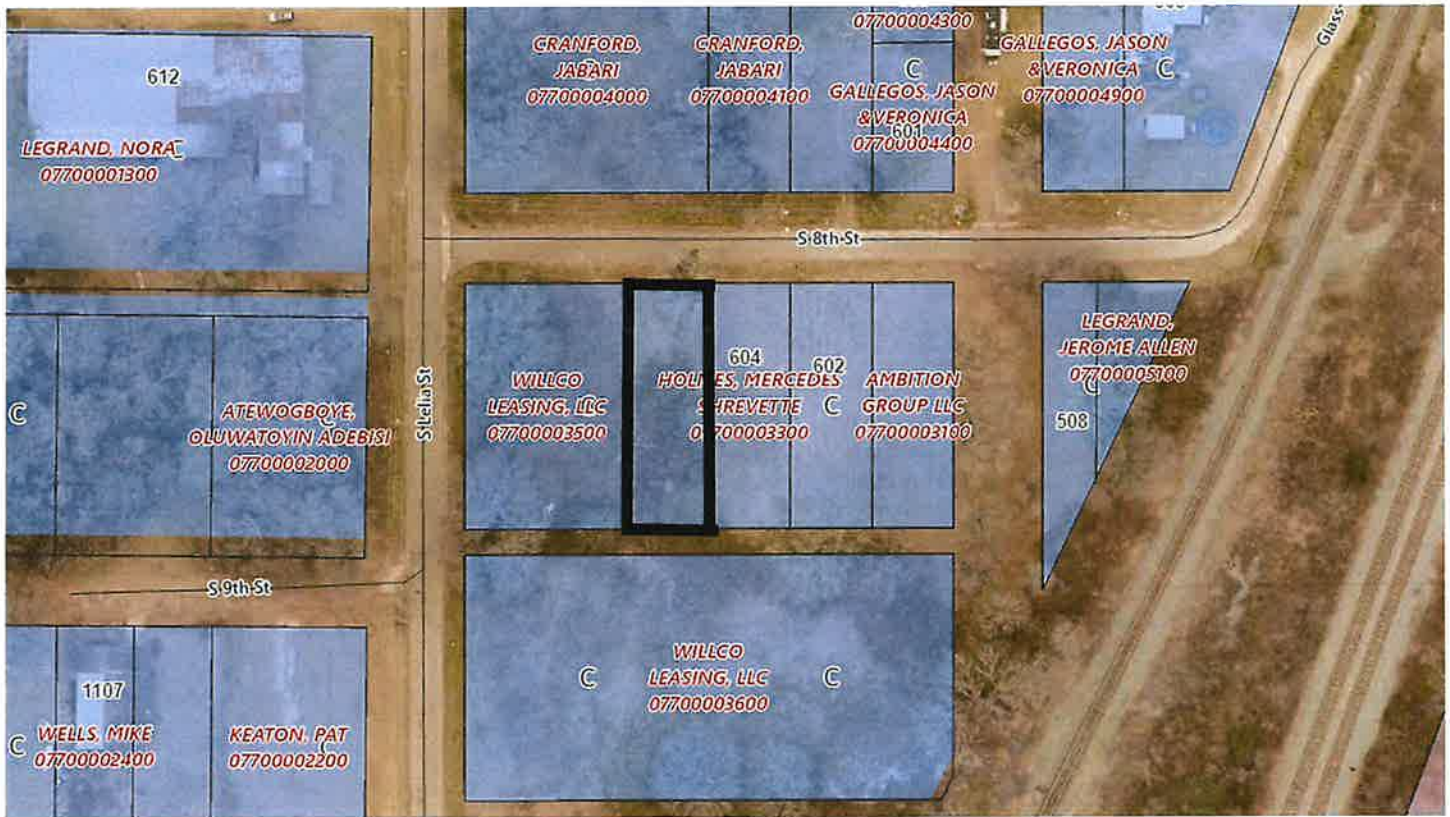 07700004300
CRANFORD,
JABARI
07700004000
CRANFORD,
JABARI
07700004100
C
GALLEGOS, JASON
& VERONICA
601
07700004400
GALLEGOS, JASON
& VERONICA
C
07700004900
Glass
612
LEGRAND, NORA
C
07700001300
S 8th St
S Lelia St
C
ATEWOGBOYE,
OLUWATOYIN ADEBISI
C
07700002000
WILLCO
LEASING, LLC
C
07700003500
604
HOLMES, MERCEDES
SHREVETTE
07700003300
602
C
AMBITION
GROUP LLC
07700003100
LEGRAND,
JEROME ALLEN
07700005100
C
508
S 9th St
C
WILLCO
LEASING, LLC
07700003600
C
1107
C
WELLS, MIKE
07700002400
KEATON, PAT
C
07700002200